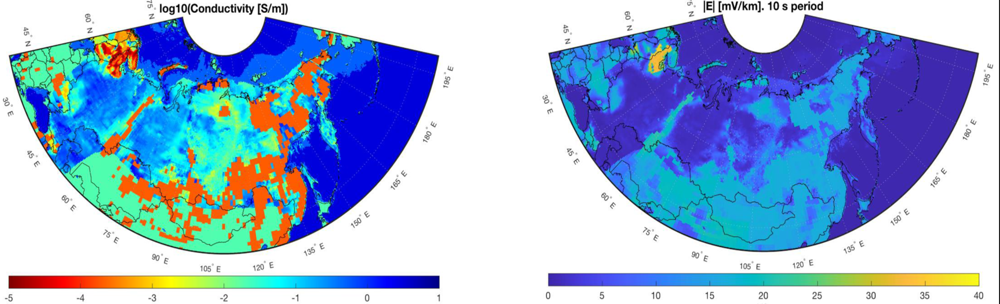 log10(Conductivity [S/m])
75° N
60° N
45° N
30° E
45° E
60° E
75° E
90° E
105° E
120° E
135° E
150° E
165° E
180° E
195° E
-5 -4 -3 -2 -1 0 1
|E| [mV/km]. 10 s period
5° N
60° N
45° N
30° E
45° E
60° E
75° E
90° E
105° E
120° E
135° E
150° E
165° E
180° E
195° E
0 5 10 15 20 25 30 35 40